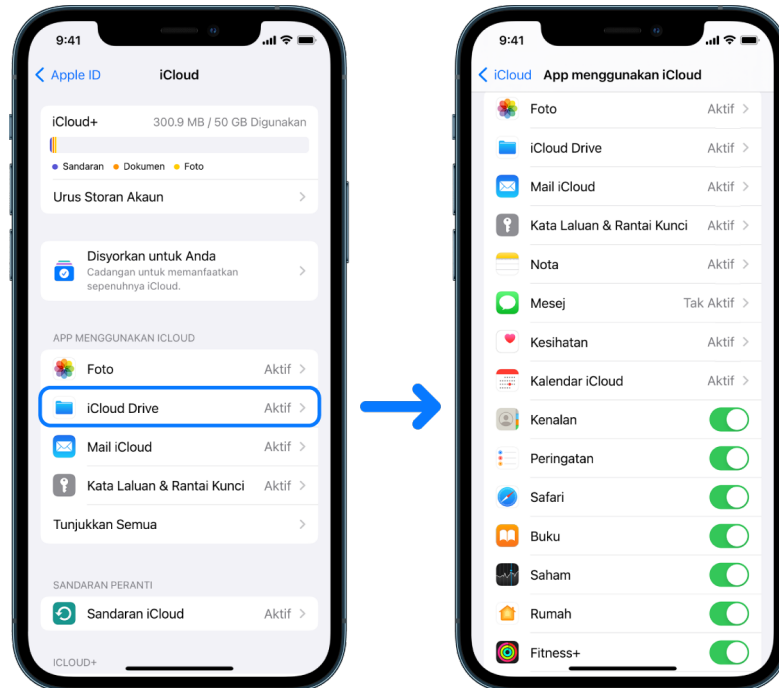 9:41
Apple ID
iCloud
iCloud+
300.9 MB / 50 GB Digunakan
Sandaran
Dokumen
Foto
Urus Storan Akaun
Disyorkan untuk Anda
Cadangan untuk memanfaatkan
sepenuhnya iCloud.
APP MENGGUNAKAN ICLOUD
Foto
Aktif
iCloud Drive
Aktif
Mail iCloud
Aktif
Kata Laluan & Rantai Kunci
Aktif
Tunjukkan Semua
SANDARAN PERANTI
Sandaran iCloud
Aktif
ICLOUD+
9:41
iCloud
App menggunakan iCloud
Foto
Aktif
iCloud Drive
Aktif
Mail iCloud
Aktif
Kata Laluan & Rantai Kunci
Aktif
Nota
Aktif
Mesej
Tak Aktif
Kesihatan
Aktif
Kalendar iCloud
Aktif
Kenalan
Peringatan
Safari
Buku
Saham
Rumah
Fitness+